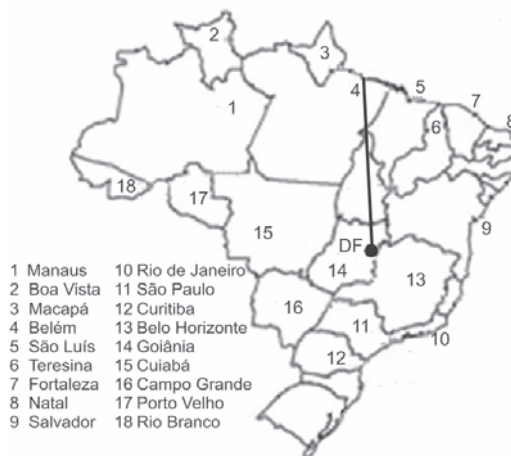 2
3
4
5
7
8
1
6
18
17
9
15
DF
14
13
16
11
10
12
1 Manaus 10 Rio de Janeiro
2 Boa Vista 11 São Paulo
3 Macapá 12 Curitiba
4 Belém 13 Belo Horizonte
5 São Luís 14 Goiânia
6 Teresina 15 Cuiabá
7 Fortaleza 16 Campo Grande
8 Natal 17 Porto Velho
9 Salvador 18 Rio Branco